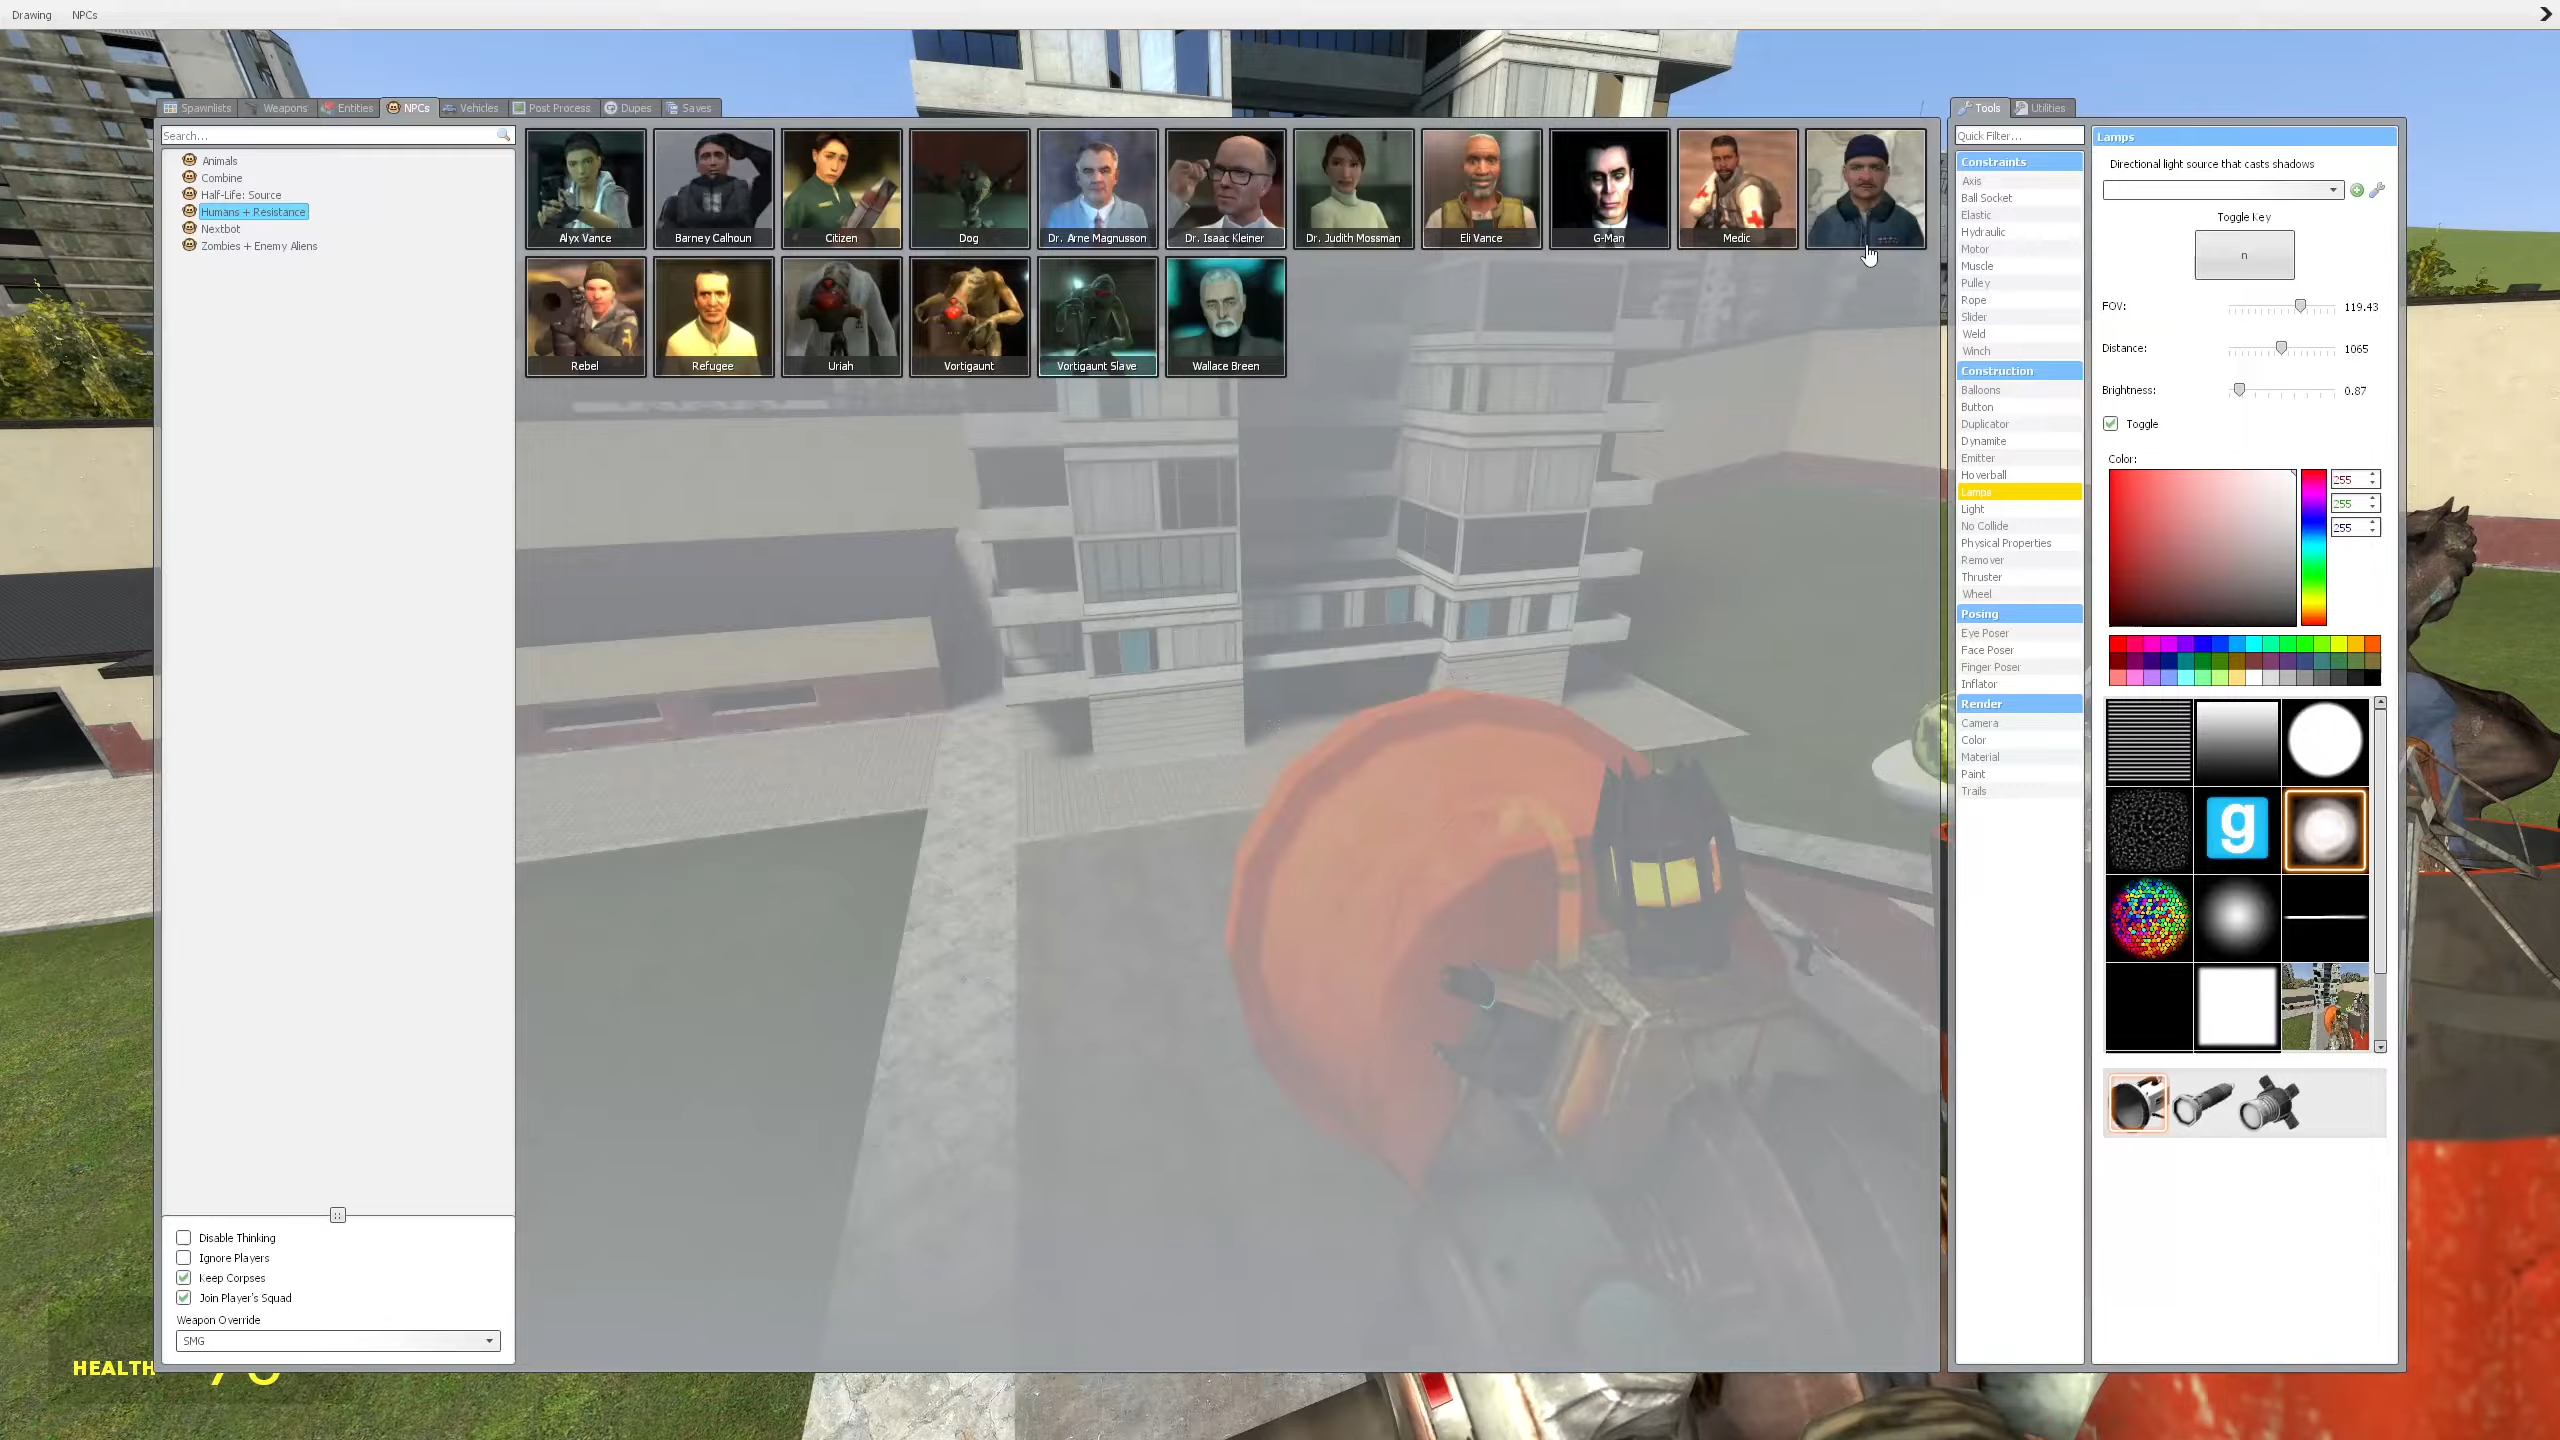 Drawing NPCs
Spawnlists Weapons Entities NPCs Vehicles Post Process Dupes Saves
Search...
Animals
Combine
Half-Life: Source
Humans + Resistance
Nextbot
Zombies + Enemy Aliens
Alyx Vance Barney Calhoun Citizen Dog Dr. Arne Magnusson Dr. Isaac Kleiner Dr. Judith Mossman Eli Vance G-Man Medic
Rebel Refugee Uriah Vortigaunt Vortigaunt Slave Wallace Breen
Disable Thinking
Ignore Players
Keep Corpses
Join Player's Squad
Weapon Override
SMG
HEALTH
Tools Utilities
Quick Filter...
Constraints
Axis
Ball Socket
Elastic
Hydraulic
Motor
Muscle
Pulley
Rope
Slider
Weld
Winch
Construction
Balloons
Button
Duplicator
Dynamite
Emitter
Hoverball
Lamps
Light
No Collide
Physical Properties
Remover
Thruster
Wheel
Posing
Eye Poser
Face Poser
Finger Poser
Inflator
Render
Camera
Color
Material
Paint
Trails
Lamps
Directional light source that casts shadows
Toggle Key
n
FOV: 119.43
Distance: 1065
Brightness: 0.87
Toggle
Color:
255
255
255
g